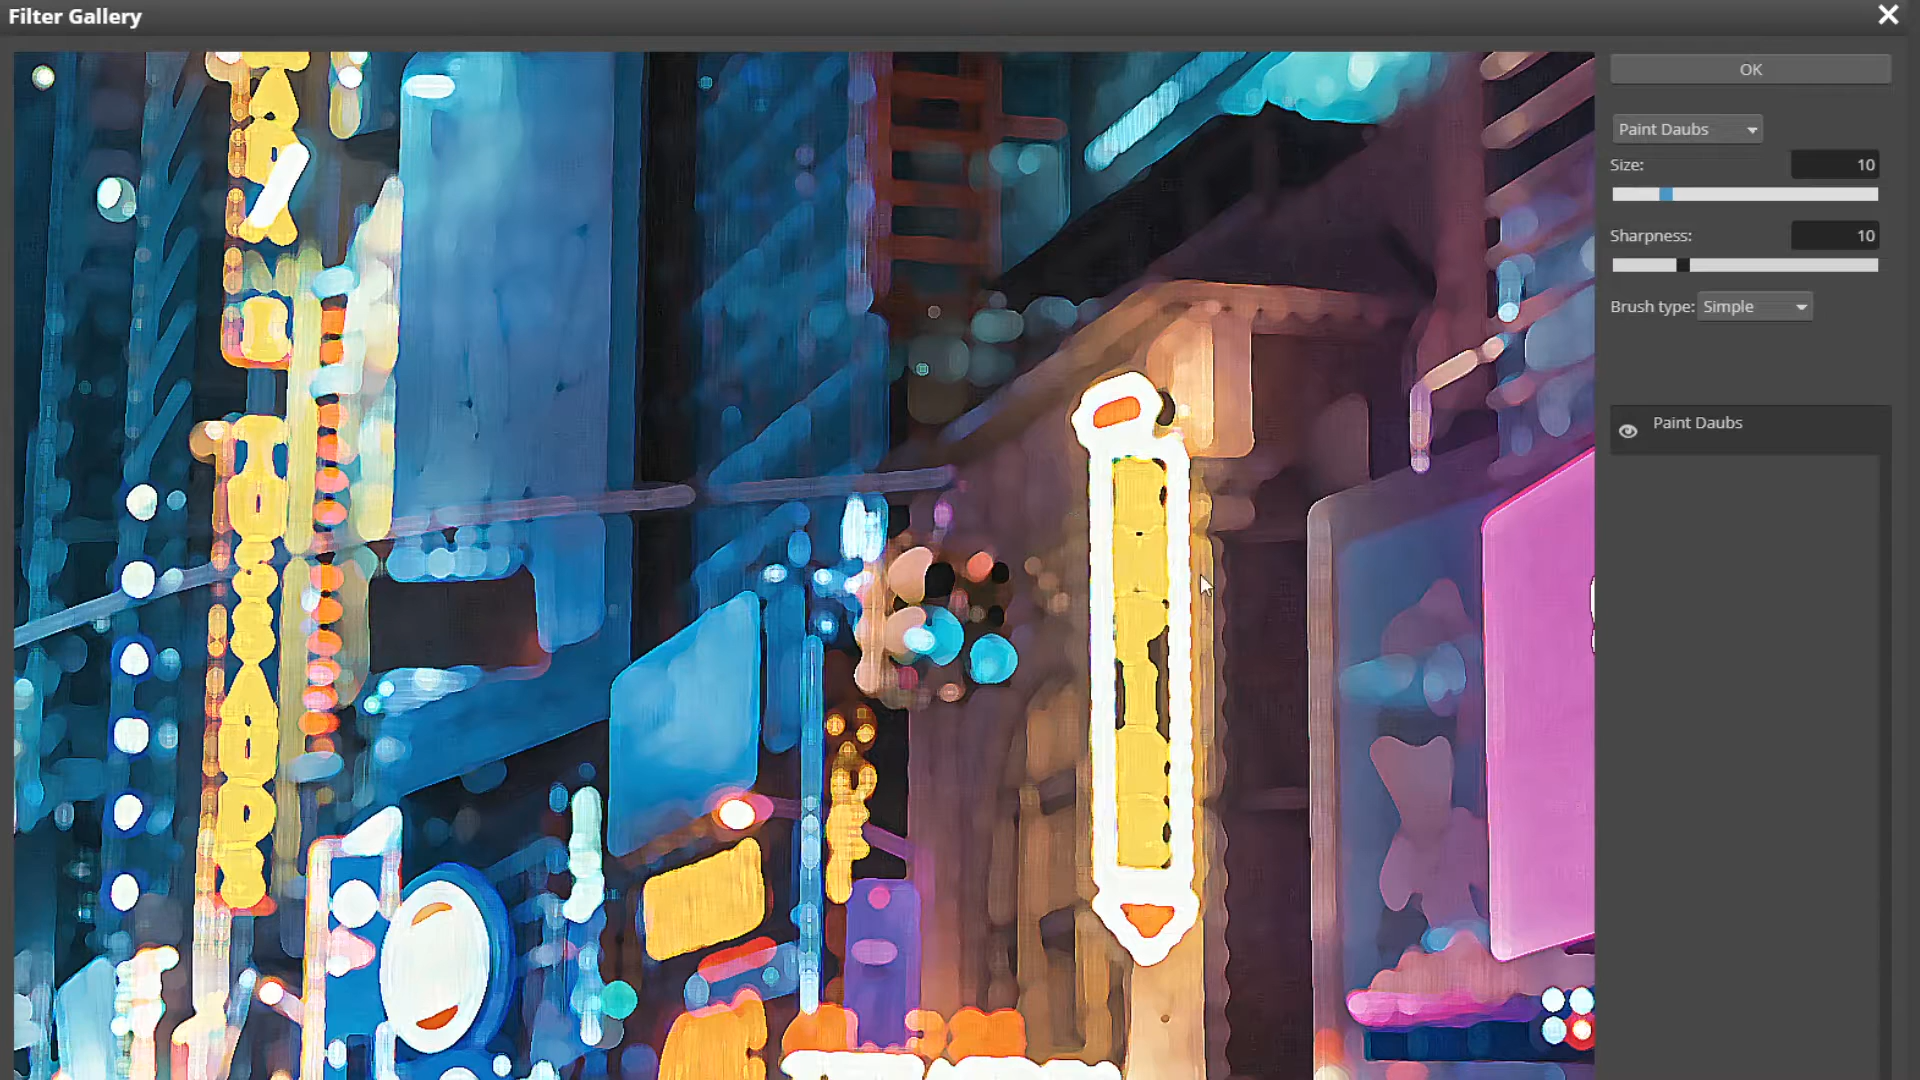 Filter Gallery
OK
Paint Daubs
Size: 10
Sharpness: 10
Brush type: Simple
Paint Daubs